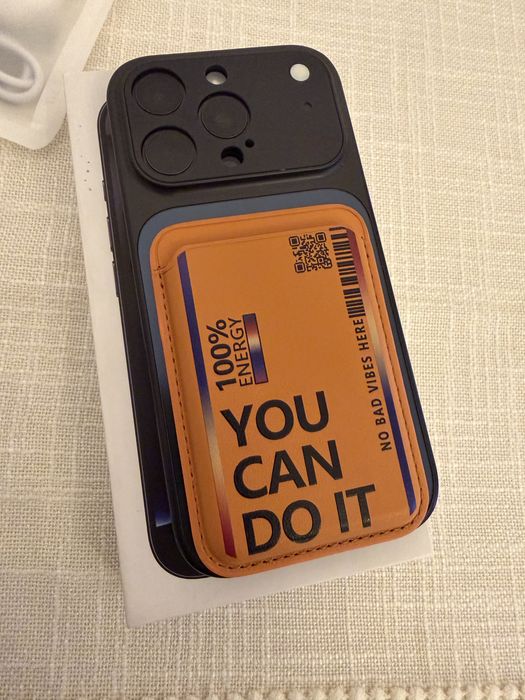 100%
ENERGY
NO BAD VIBES HERE
YOU
CAN
DO IT